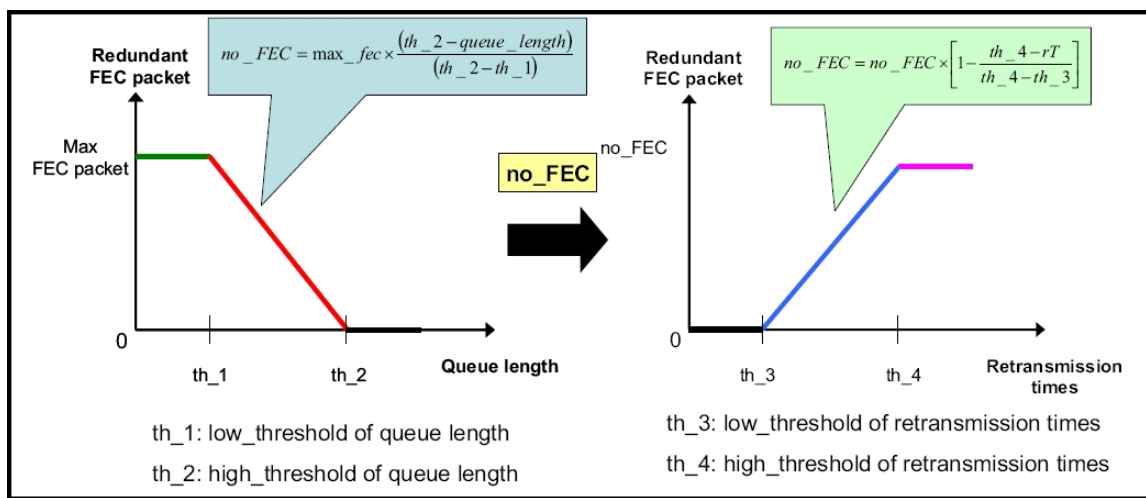 Redundant
FEC packet
no_FEC = max_fec × (th_2 − queue_length) / (th_2 − th_1)
Max
FEC packet
0
th_1
th_2
Queue length
no_FEC
Redundant
FEC packet
no_FEC = no_FEC × [1 − th_4 − rT / th_4 − th_3]
no_FEC
0
th_3
th_4
Retransmission
times
th_1: low_threshold of queue length
th_2: high_threshold of queue length
th_3: low_threshold of retransmission times
th_4: high_threshold of retransmission times